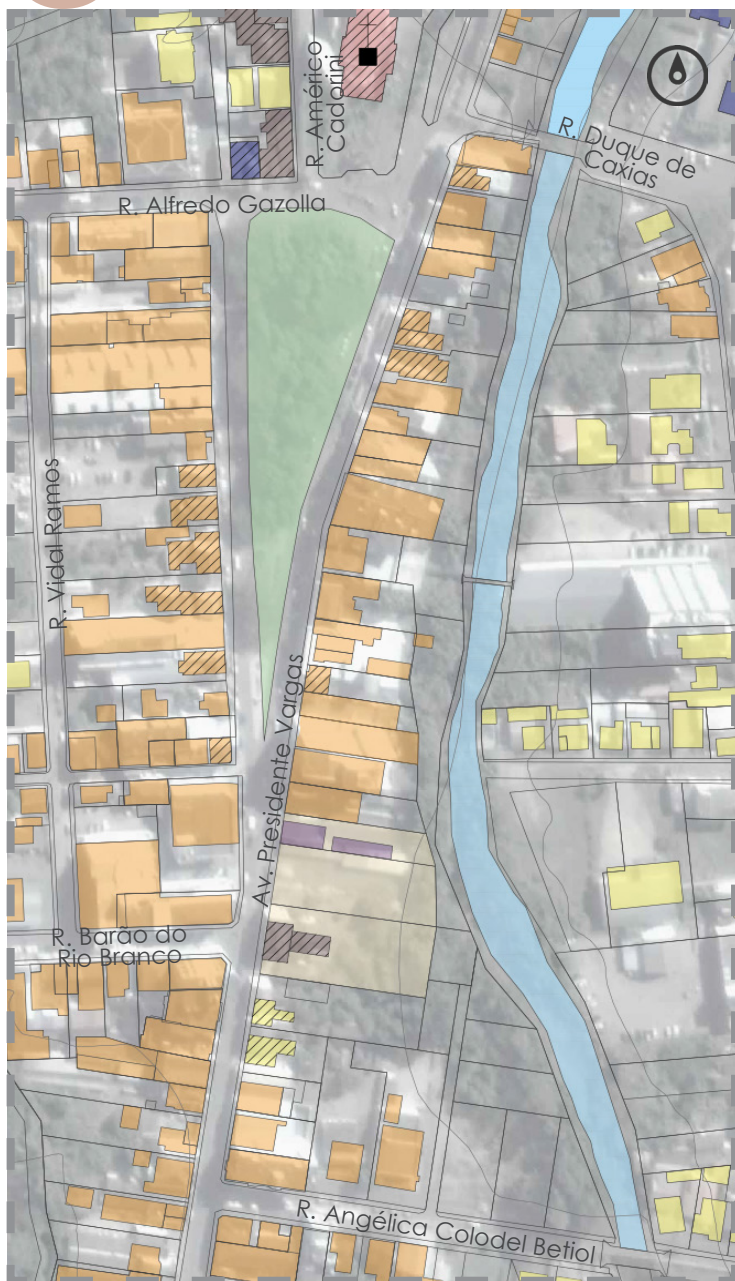 R. Américo
Cadorini
R. Duque de
Caxias
R. Alfredo Gazolla
R. Vidal Ramos
Av. Presidente Vargas
R. Barão do
Rio Branco
R. Angélica Colodel Betiol